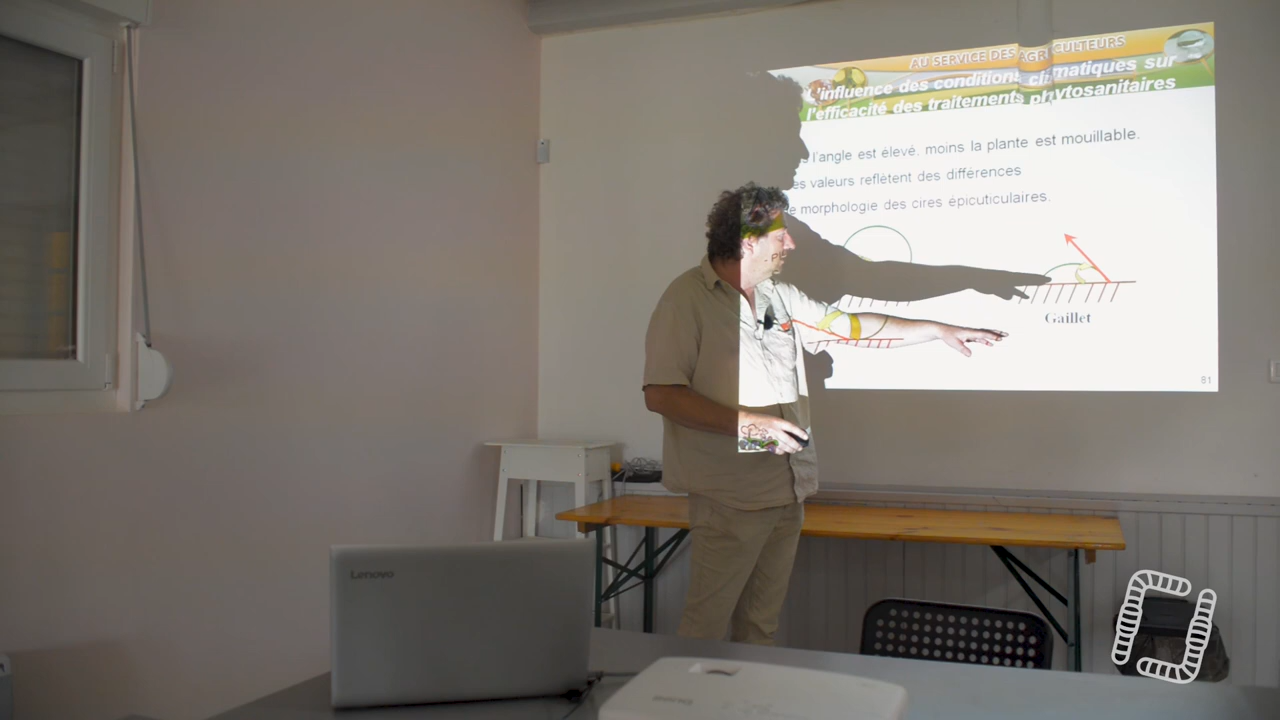 AU SERVICE DES AGRICULTEURS
L'influence des conditions climatiques sur
l'efficacité des traitements phytosanitaires
l'angle est élevé, moins la plante est mouillable.
valeurs reflètent des différences
morphologie des cires épicuticulaires.
Gaillet
81
Lenovo